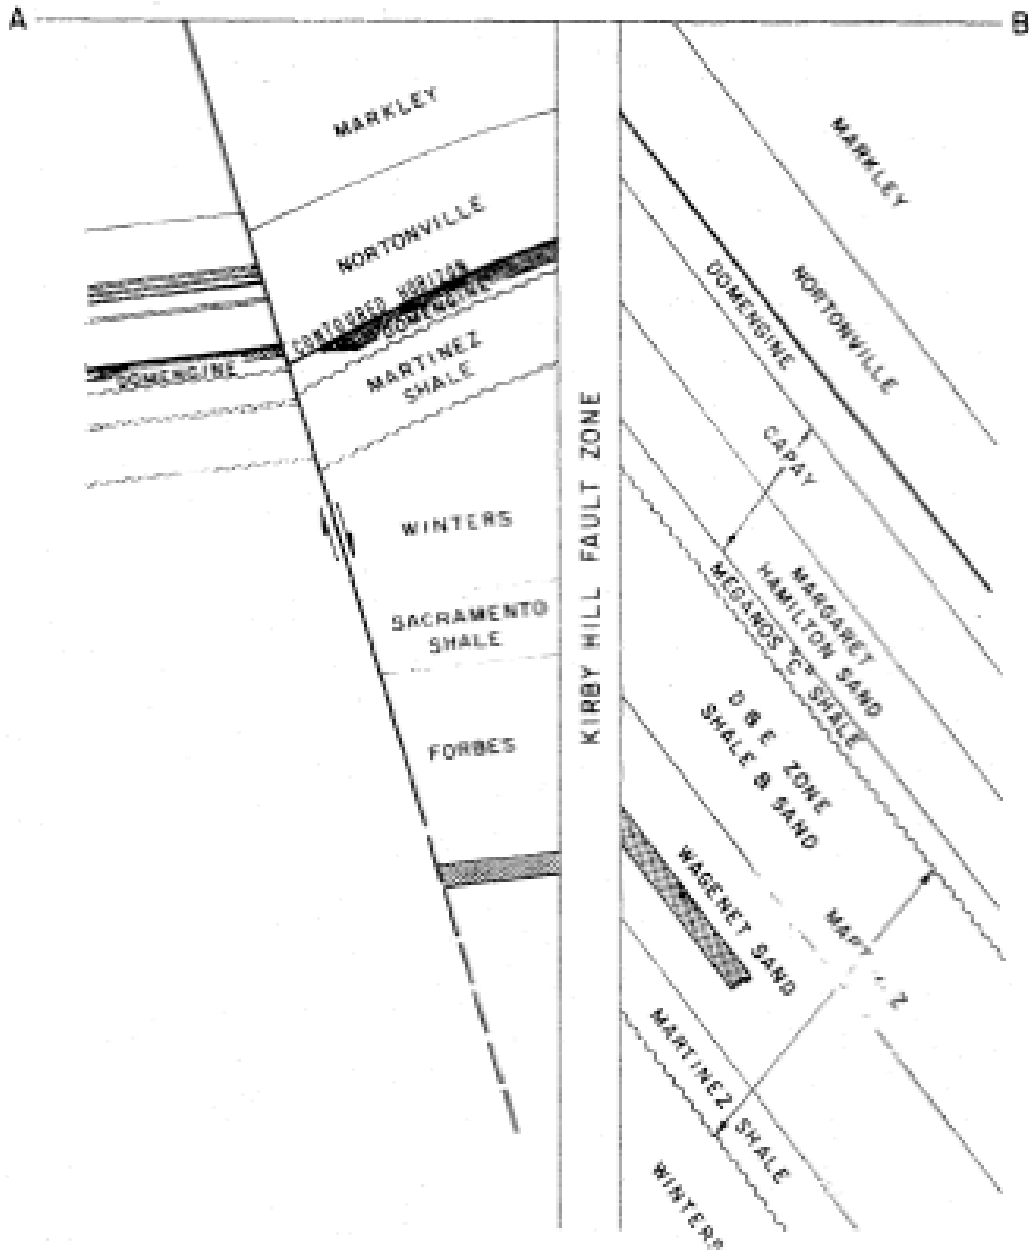 A
B
MARKLEY
NORTONVILLE
CONTOURED HORIZON
DOMENGINE
MARTINEZ
SHALE
DOMENGINE
WINTERS
SACRAMENTO
SHALE
FORBES
KIRBY HILL FAULT ZONE
MARKLEY
NORTONVILLE
DOMENGINE
CAPAY
MARGARET
HAMILTON SAND
MEGANOS "C" SHALE
D & E ZONE
SHALE & SAND
WAGENET SAND
MARTINEZ SHALE
WINTERS